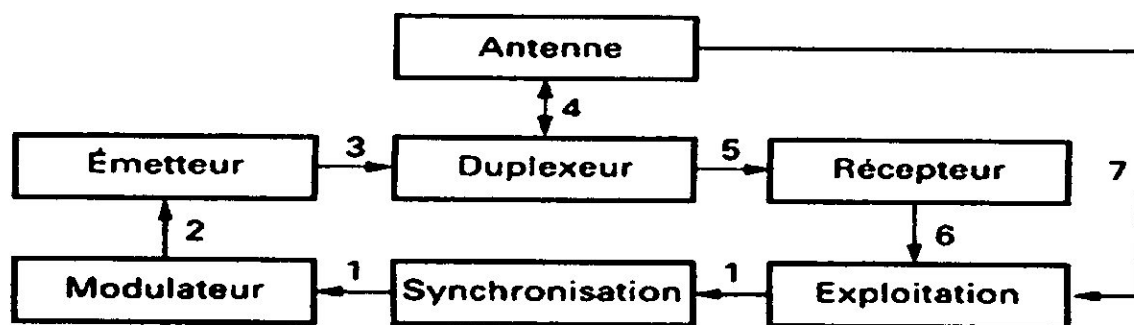 Antenne
4
Émetteur 3 Duplexeur 5 Récepteur 7
2 6
Modulateur 1 Synchronisation 1 Exploitation